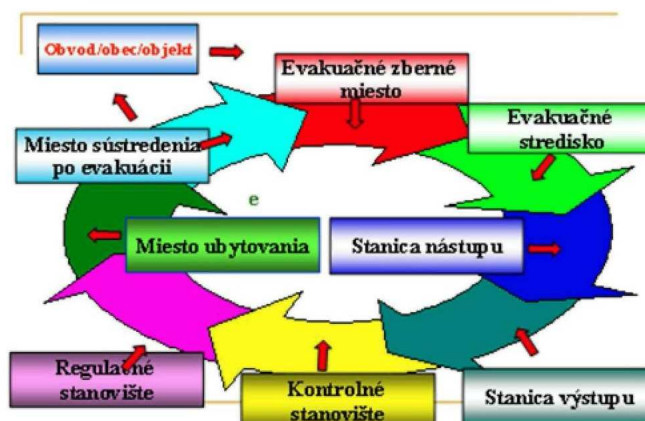 Obvod/obec/objekt
Evakuačné zberné
miesto
Evakuačné
stredisko
Miesto sústredenia
po evakuácii
e
Miesto ubytovania
Stanica nástupu
Regulačné
stanovište
Kontrolné
stanovište
Stanica výstupu